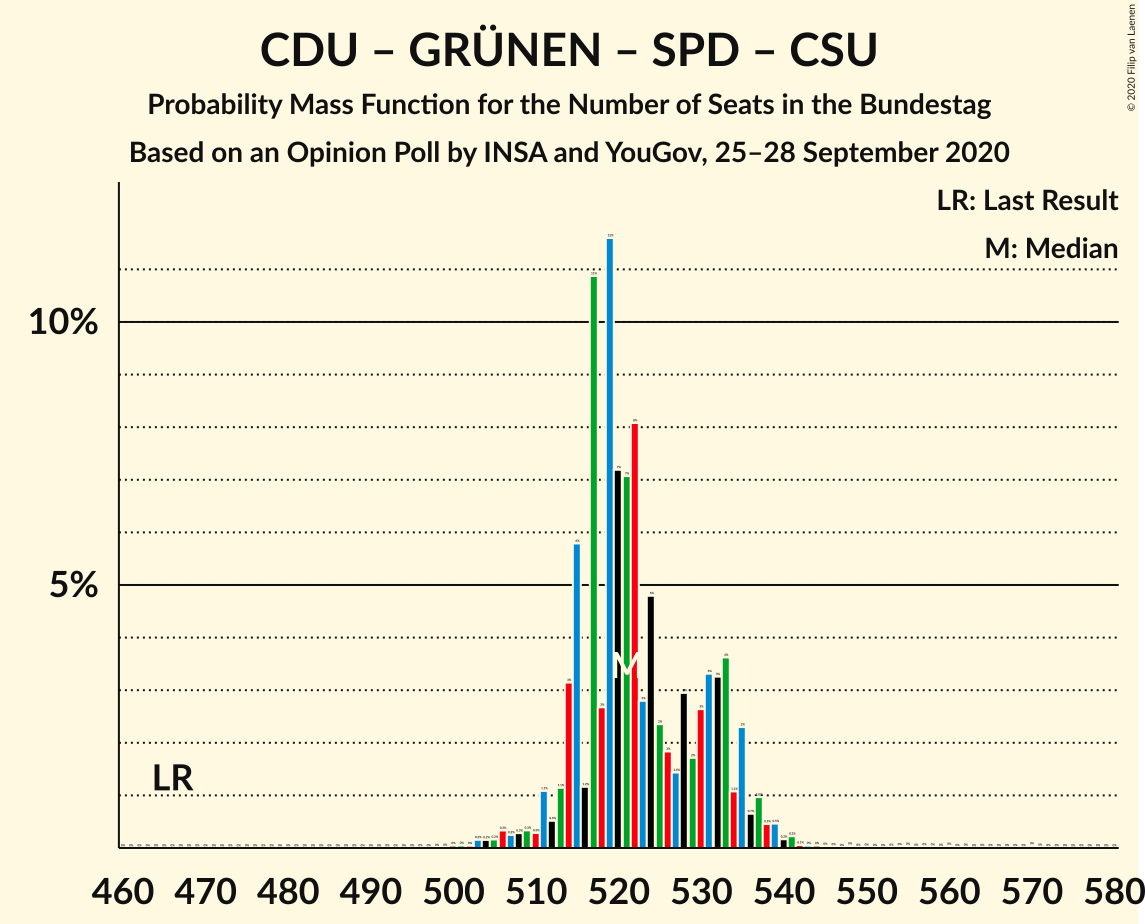 CDU – GRÜNEN – SPD – CSU
Probability Mass Function for the Number of Seats in the Bundestag
Based on an Opinion Poll by INSA and YouGov, 25–28 September 2020
© 2020 Filip van Laenen
LR: Last Result
M: Median
10%
5%
M
LR
460 470 480 490 500 510 520 530 540 550 560 570 580